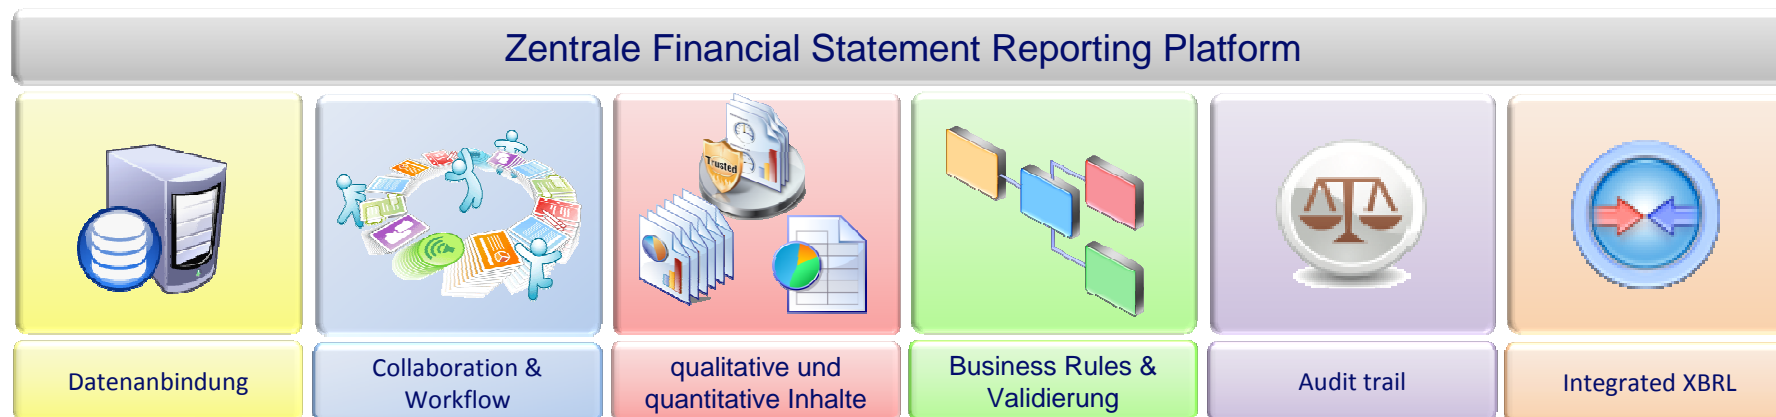 Zentrale Financial Statement Reporting Platform
Trusted
Datenanbindung
Collaboration &
Workflow
qualitative und
quantitative Inhalte
Business Rules &
Validierung
Audit trail
Integrated XBRL